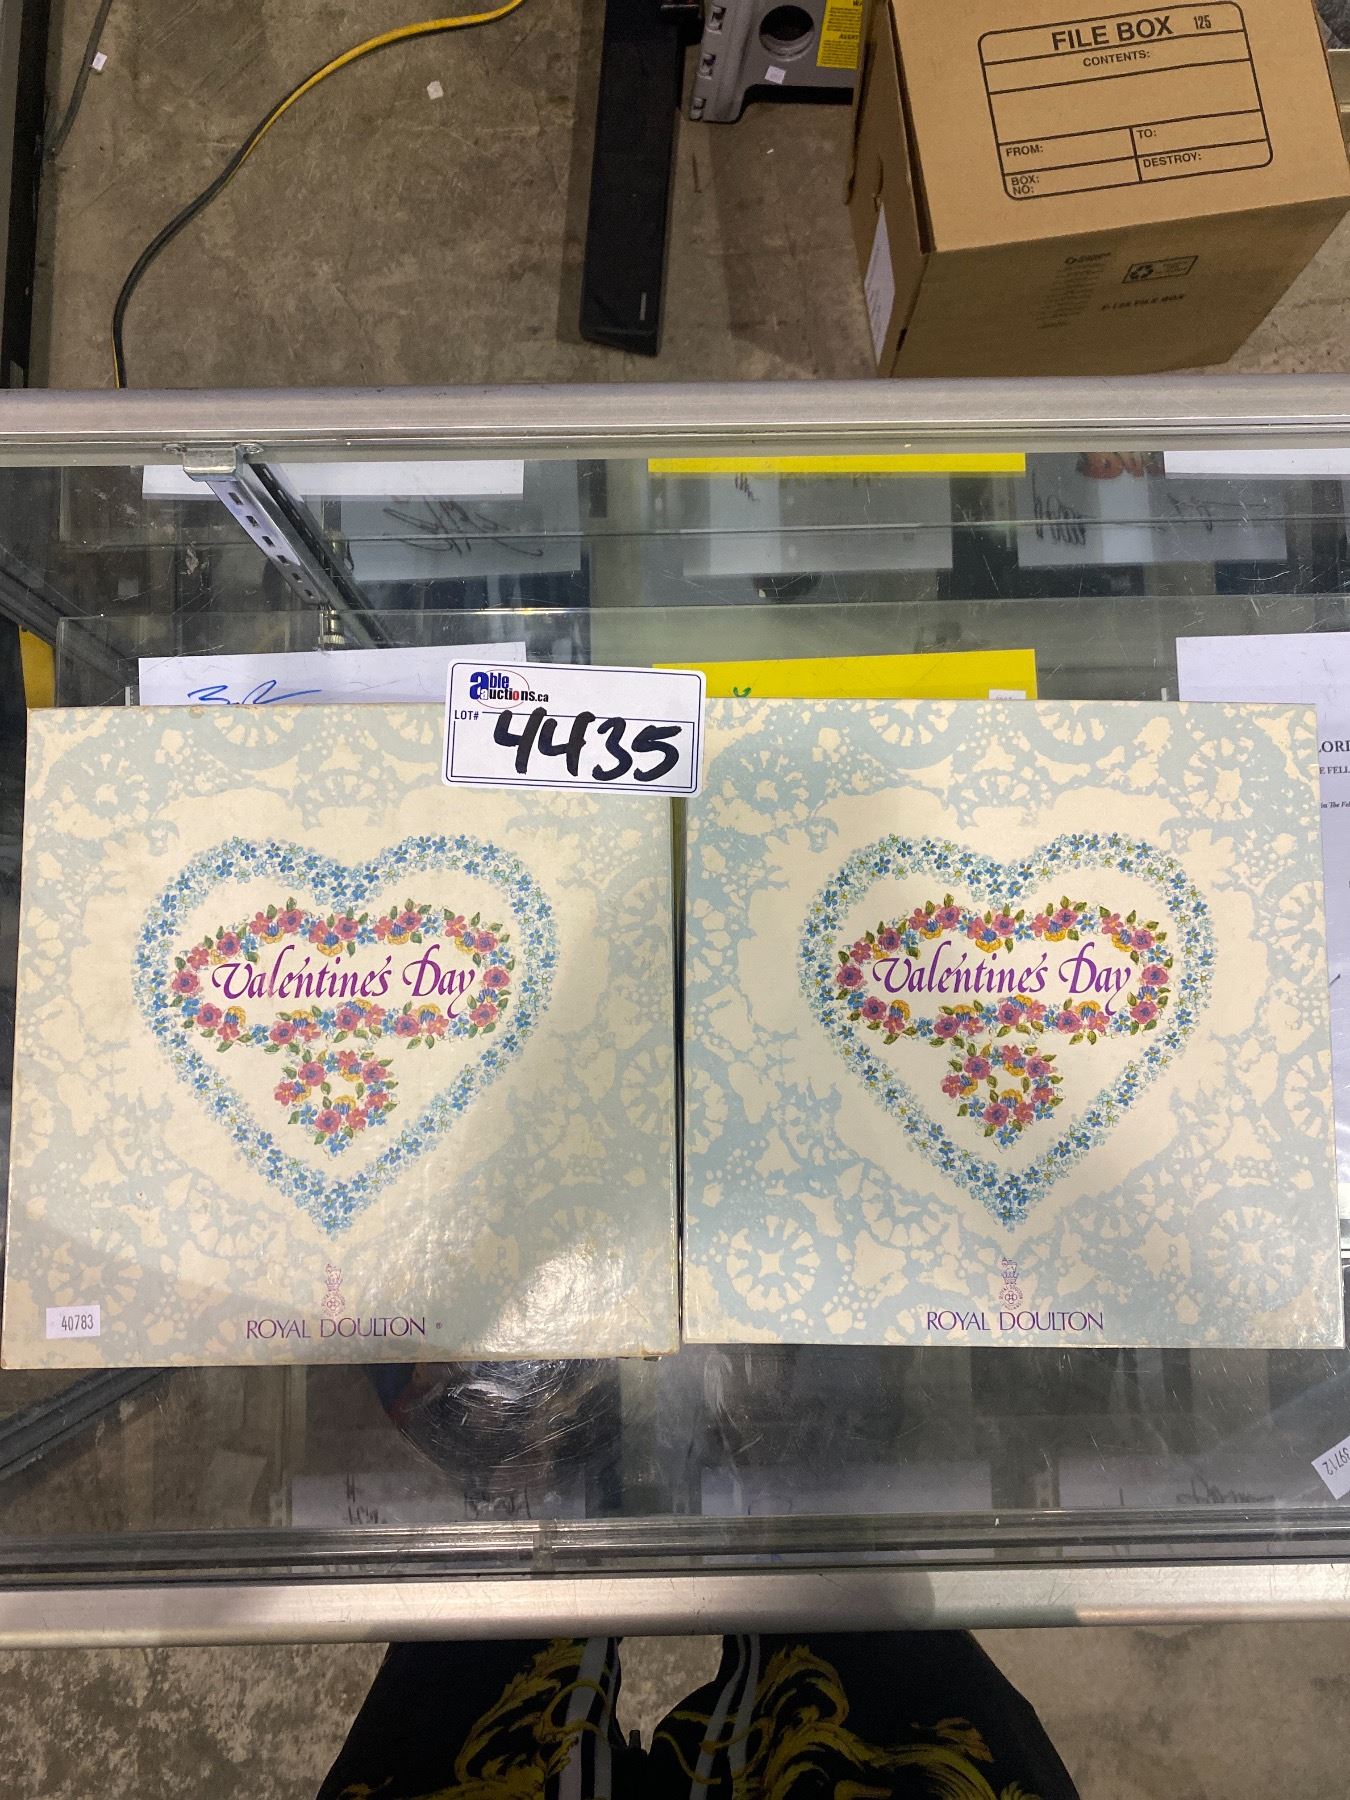 FILE BOX 125
CONTENTS:
FROM:
TO:
BOX:
NO:
DESTROY:
able
auctions.ca
LOT# 4435
Valentine's Day
Valentine's Day
ROYAL DOULTON ®
ROYAL DOULTON
40783
39712